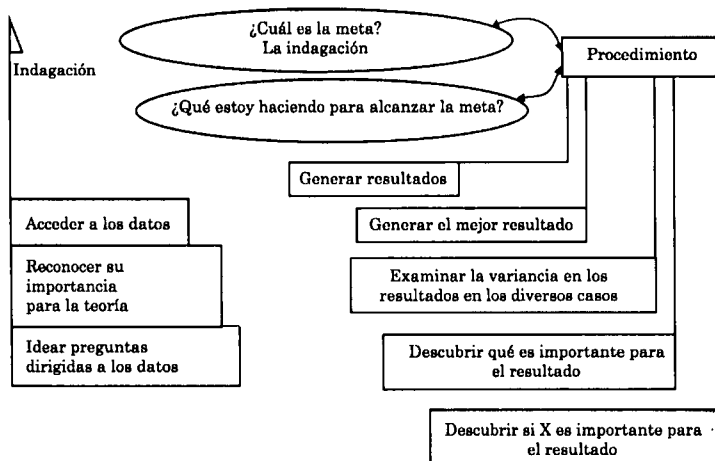 ¿Cuál es la meta?
La indagación
Procedimiento
Indagación
¿Qué estoy haciendo para alcanzar la meta?
Generar resultados
Acceder a los datos
Generar el mejor resultado
Reconocer su
importancia
para la teoría
Examinar la variancia en los
resultados en los diversos casos
Idear preguntas
dirigidas a los datos
Descubrir qué es importante para
el resultado
Descubrir si X es importante para
el resultado